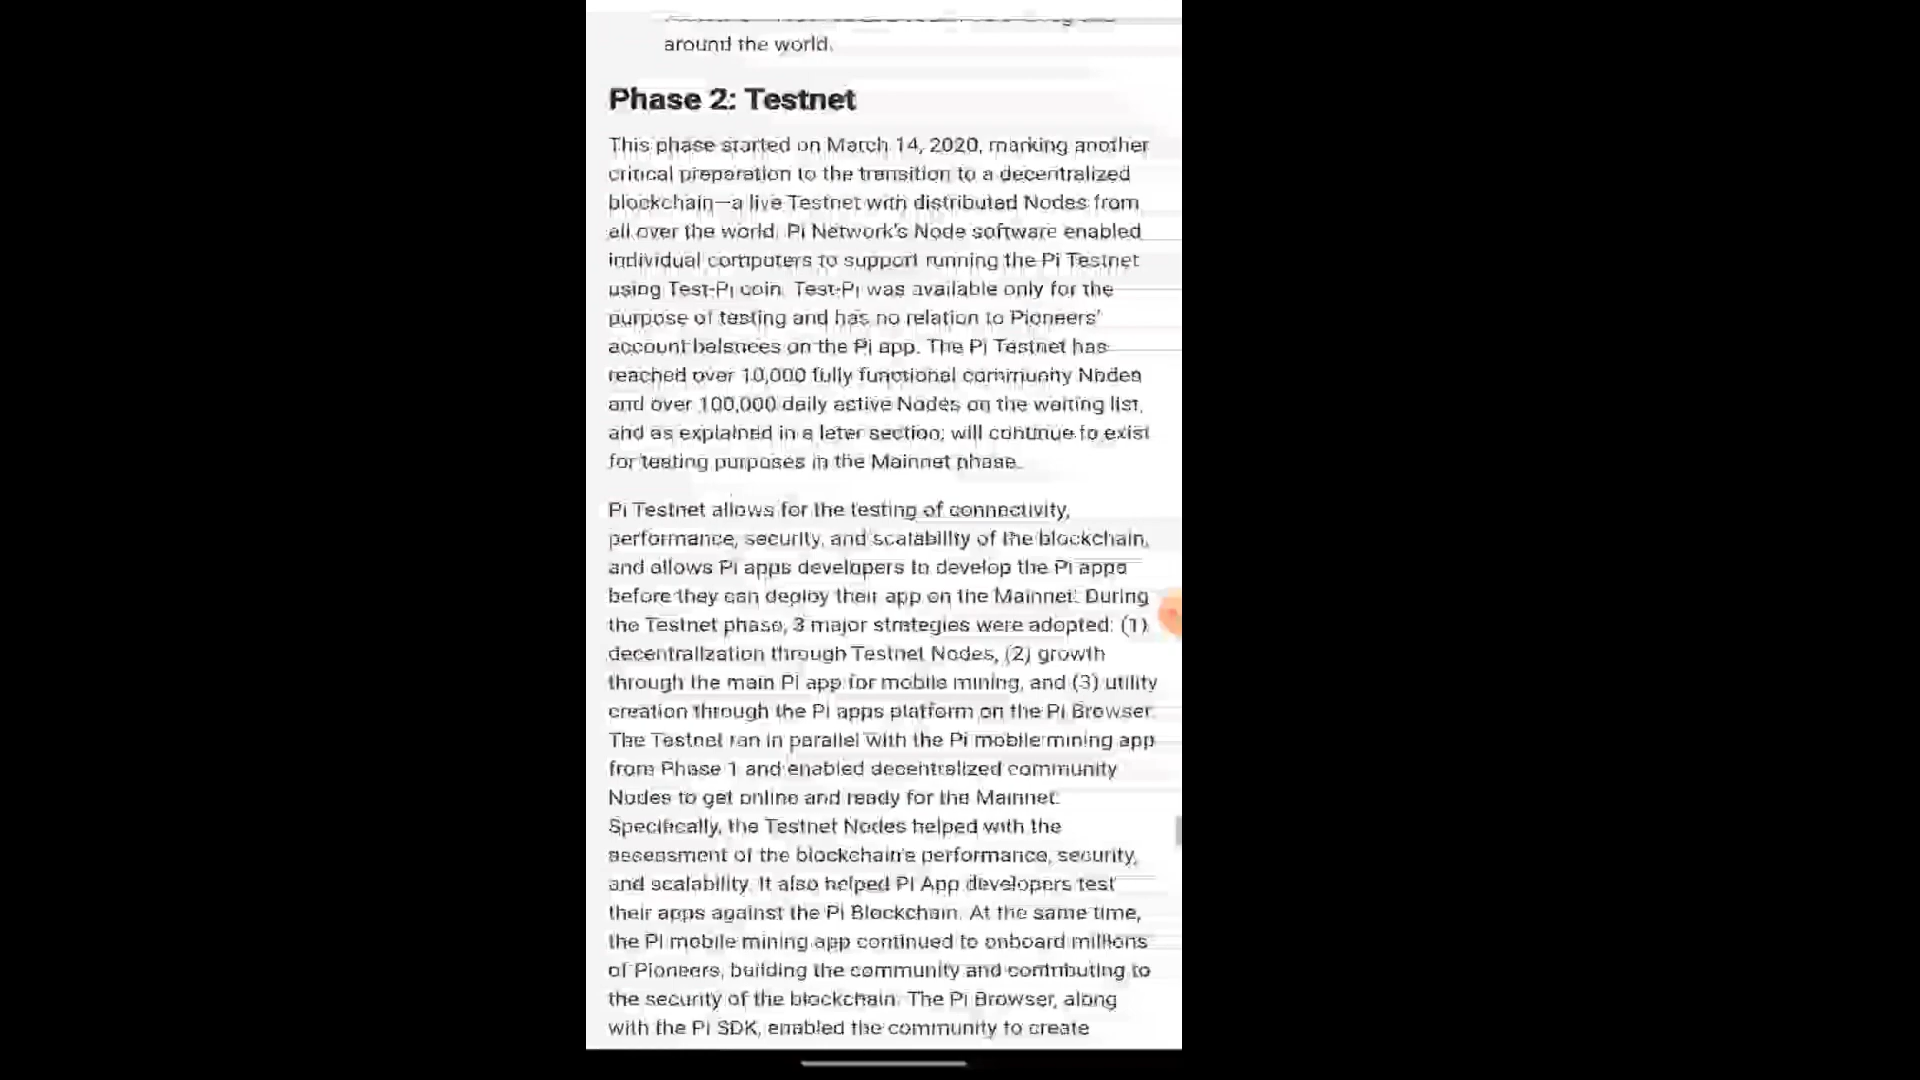 around the world.
Phase 2: Testnet
This phase started on March 14, 2020, marking another
critical preparation to the transition to a decentralized
blockchain—a live Testnet with distributed Nodes from
all over the world. Pi Network's Node software enabled
individual computers to support running the Pi Testnet
using Test-Pi coin. Test-Pi was available only for the
purpose of testing and has no relation to Pioneers'
account balances on the Pi app. The Pi Testnet has
reached over 10,000 fully functional community Nodes
and over 100,000 daily active Nodes on the waiting list,
and as explained in a later section, will continue to exist
for testing purposes in the Mainnet phase.
Pi Testnet allows for the testing of connectivity,
performance, security, and scalability of the blockchain,
and allows Pi apps developers to develop the Pi apps
before they can deploy their app on the Mainnet. During
the Testnet phase, 3 major strategies were adopted: (1)
decentralization through Testnet Nodes, (2) growth
through the main Pi app for mobile mining, and (3) utility
creation through the Pi apps platform on the Pi Browser.
The Testnet ran in parallel with the Pi mobile mining app
from Phase 1 and enabled decentralized community
Nodes to get online and ready for the Mainnet.
Specifically, the Testnet Nodes helped with the
assessment of the blockchain's performance, security,
and scalability. It also helped Pi App developers test
their apps against the Pi Blockchain. At the same time,
the Pi mobile mining app continued to onboard millions
of Pioneers, building the community and contributing to
the security of the blockchain. The Pi Browser, along
with the Pi SDK, enabled the community to create